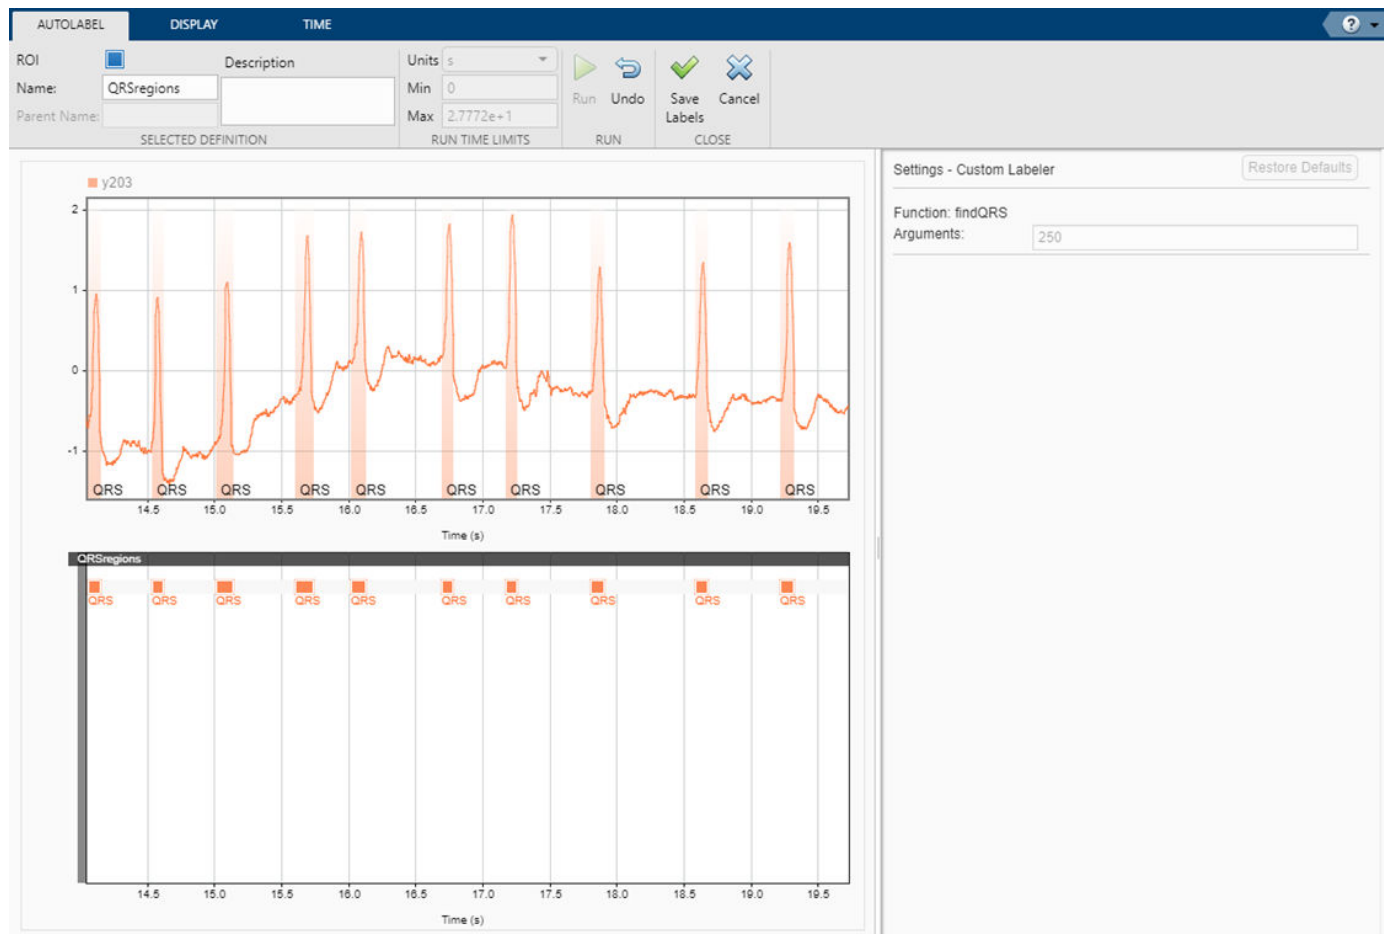 AUTOLABEL DISPLAY TIME ?
ROI Description Units s
Name: QRSregions Min 0
Run Undo Save Labels Cancel
Parent Name: Max 2.7772e+1
SELECTED DEFINITION RUN TIME LIMITS RUN CLOSE
y203
2
1
0
-1
QRS QRS QRS QRS QRS QRS QRS QRS QRS QRS
14.5 15.0 15.5 16.0 16.5 17.0 17.5 18.0 18.5 19.0 19.5
Time (s)
QRSregions
QRS QRS QRS QRS QRS QRS QRS QRS QRS QRS
14.5 15.0 15.5 16.0 16.5 17.0 17.5 18.0 18.5 19.0 19.5
Time (s)
Settings - Custom Labeler Restore Defaults
Function: findQRS
Arguments: 250